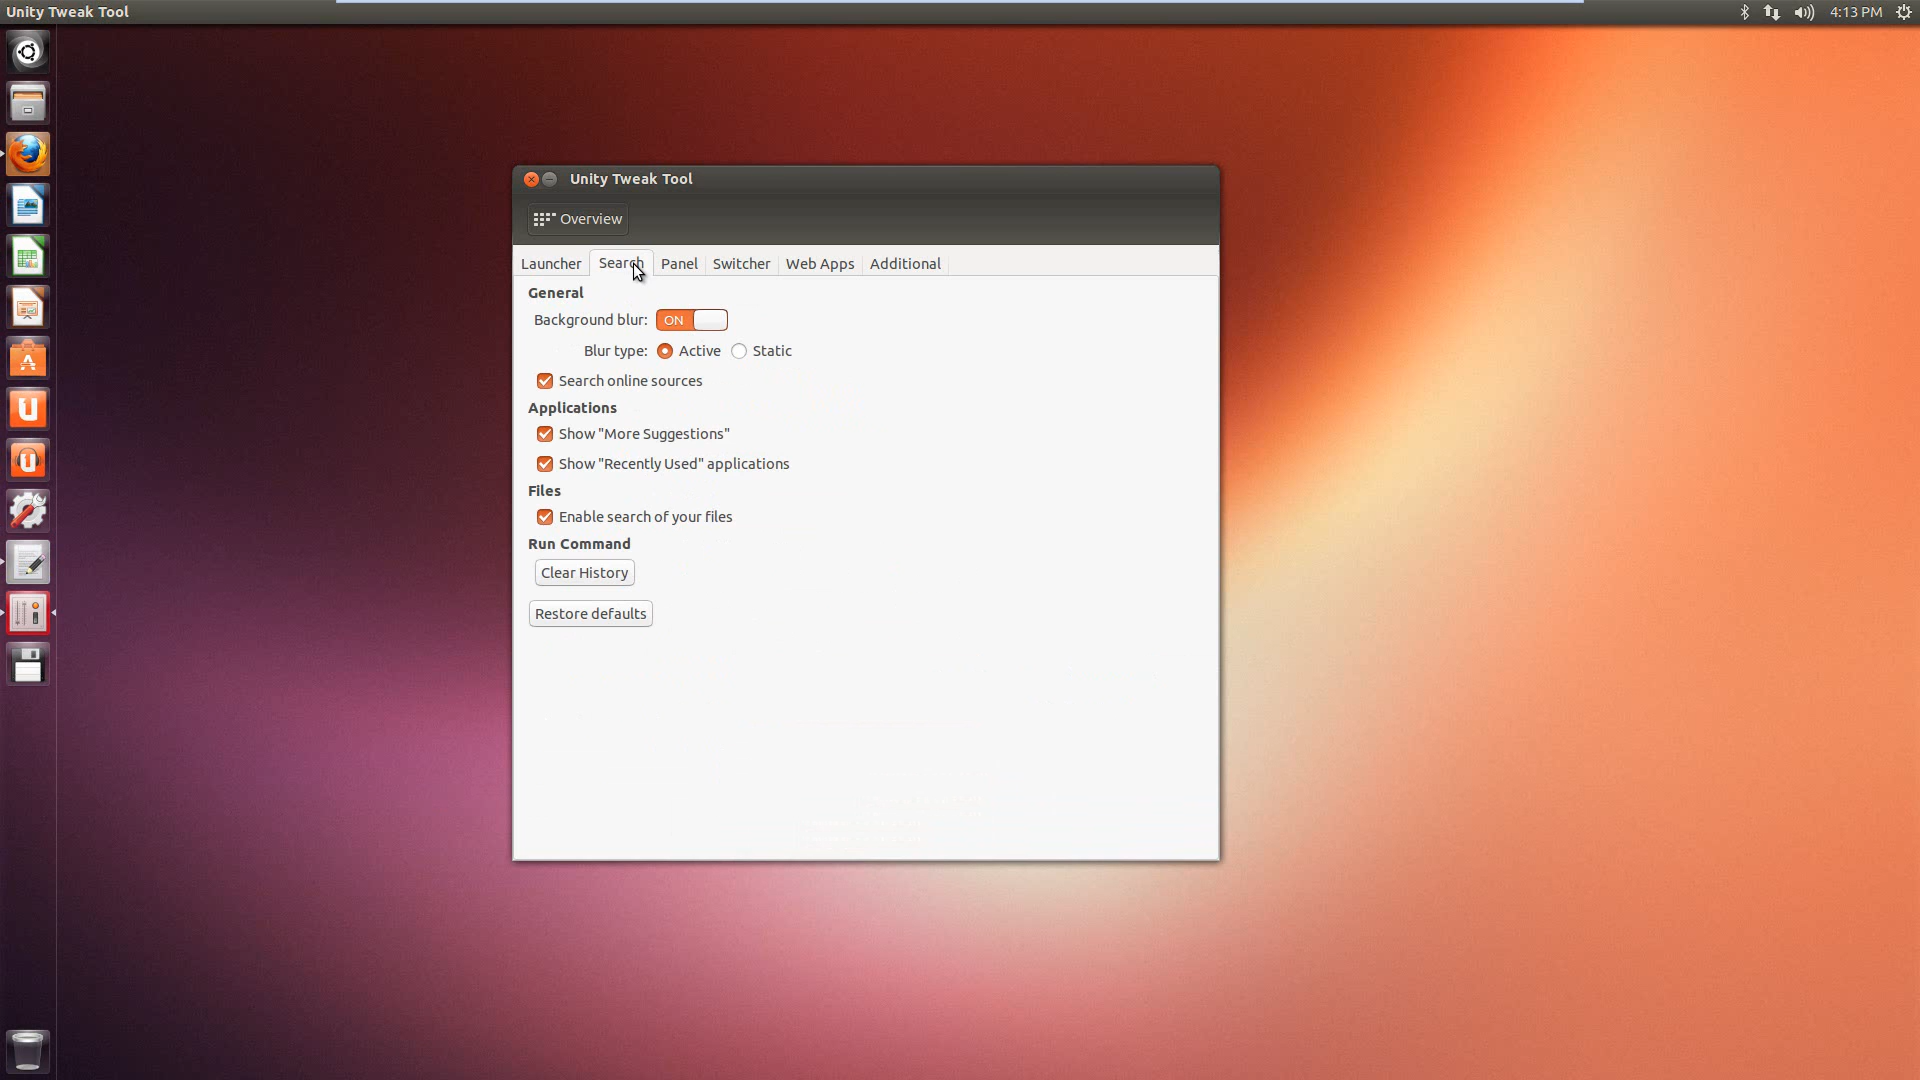 Unity Tweak Tool
4:13 PM
Unity Tweak Tool
Overview
Launcher Search Panel Switcher Web Apps Additional
General
Background blur: ON
Blur type: Active Static
Search online sources
Applications
Show "More Suggestions"
Show "Recently Used" applications
Files
Enable search of your files
Run Command
Clear History
Restore defaults